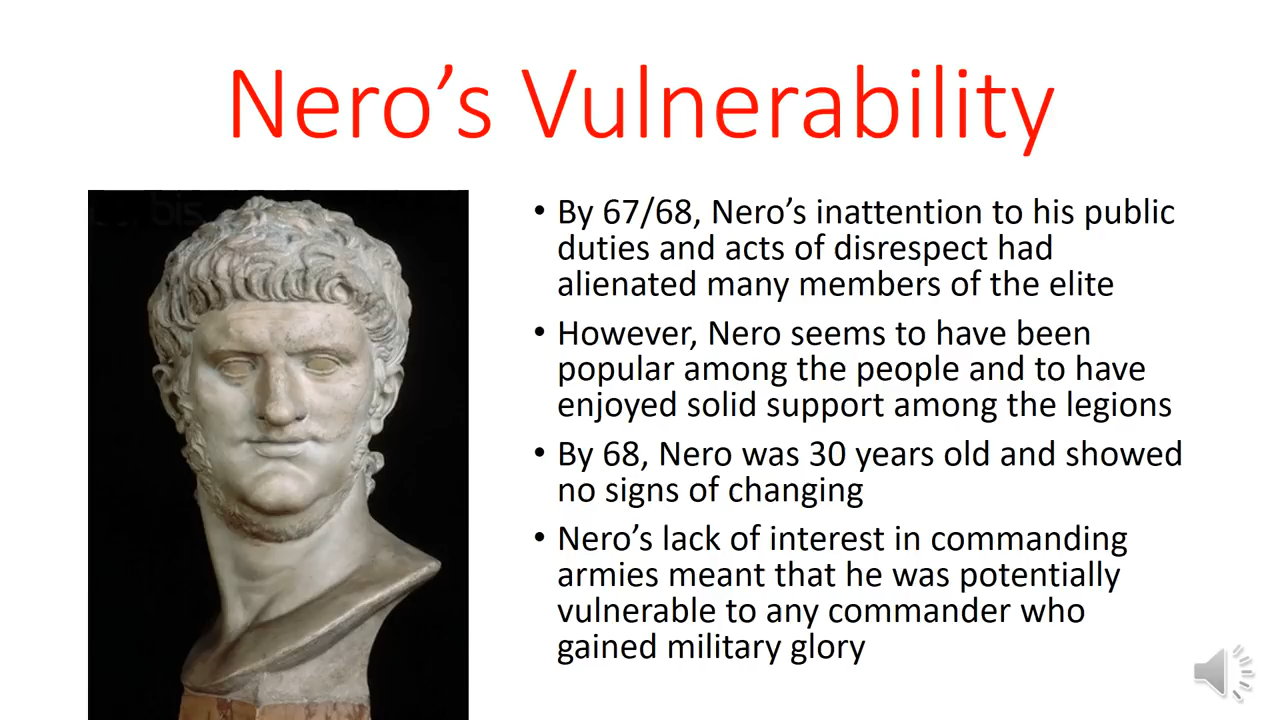 Nero’s Vulnerability
bis
• By 67/68, Nero’s inattention to his public
duties and acts of disrespect had
alienated many members of the elite
• However, Nero seems to have been
popular among the people and to have
enjoyed solid support among the legions
• By 68, Nero was 30 years old and showed
no signs of changing
• Nero’s lack of interest in commanding
armies meant that he was potentially
vulnerable to any commander who
gained military glory